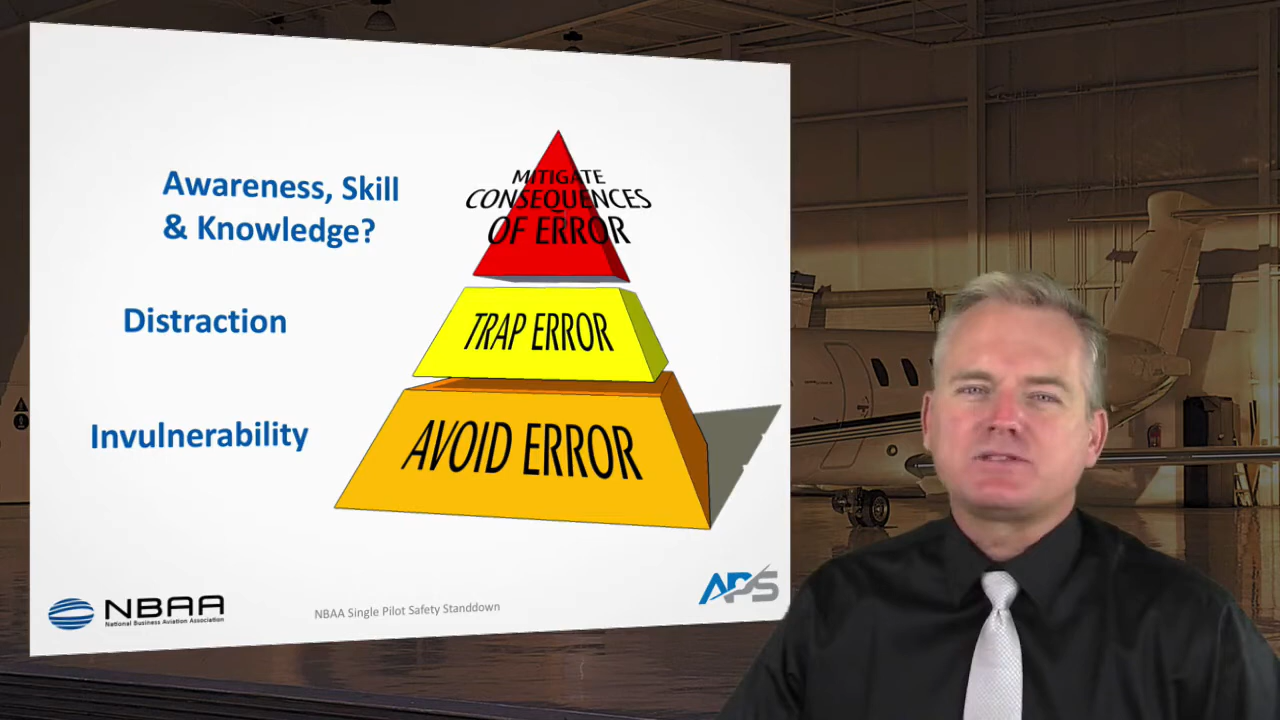 Awareness, Skill
& Knowledge?
Distraction
Invulnerability
MITIGATE
CONSEQUENCES
OF ERROR
TRAP ERROR
AVOID ERROR
NBAA
National Business Aviation Association
NBAA Single Pilot Safety Standdown
APS